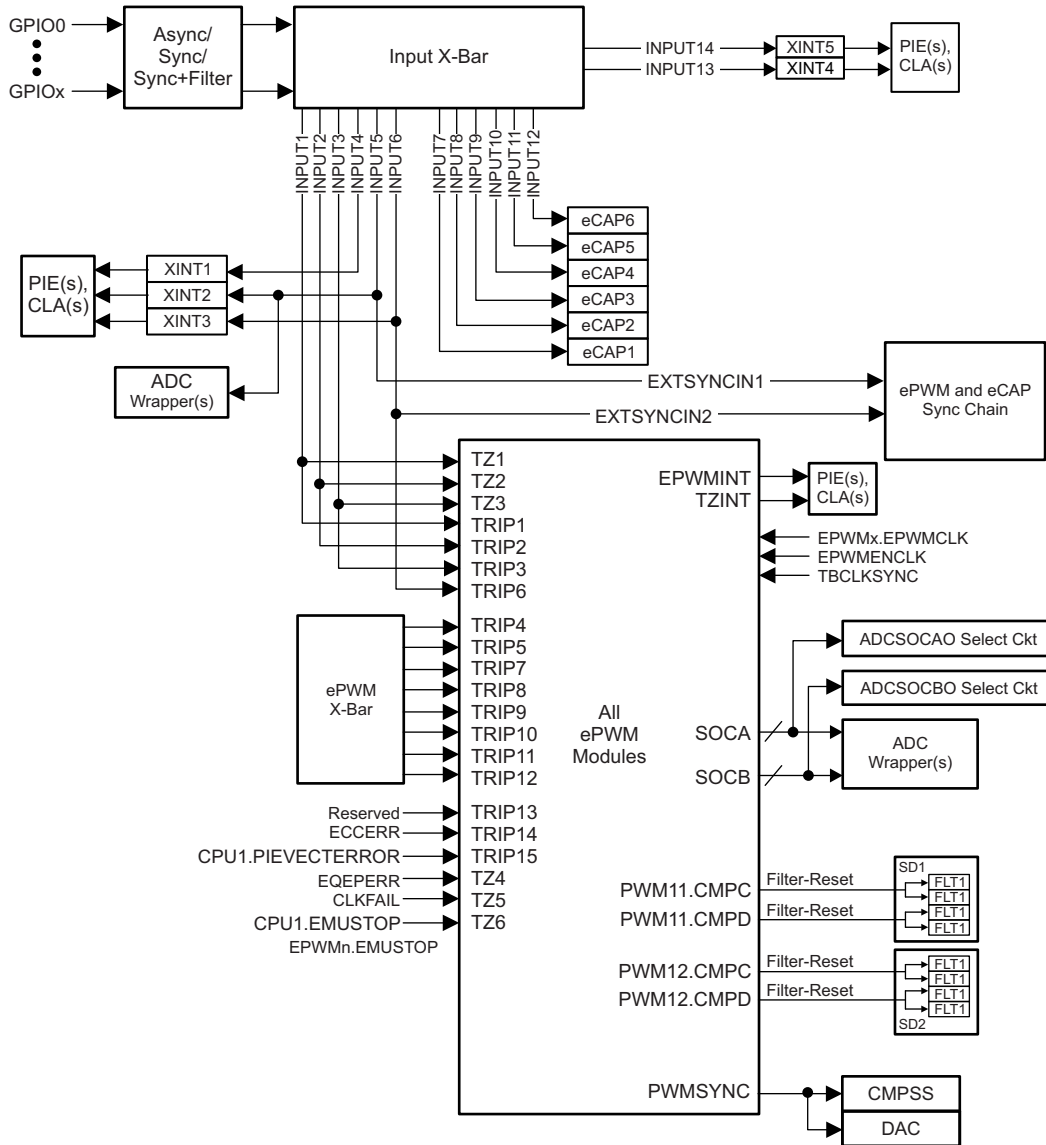 GPIO0
GPIOx
Async/
Sync/
Sync+Filter
Input X-Bar
INPUT14
XINT5
INPUT13
XINT4
PIE(s),
CLA(s)
INPUT1
INPUT2
INPUT3
INPUT4
INPUT5
INPUT6
INPUT7
INPUT8
INPUT9
INPUT10
INPUT11
INPUT12
eCAP6
eCAP5
eCAP4
eCAP3
eCAP2
eCAP1
PIE(s),
CLA(s)
XINT1
XINT2
XINT3
ADC
Wrapper(s)
EXTSYNCIN1
EXTSYNCIN2
ePWM and eCAP
Sync Chain
TZ1
TZ2
TZ3
TRIP1
TRIP2
TRIP3
TRIP6
EPWMINT
TZINT
PIE(s),
CLA(s)
EPWMx.EPWMCLK
EPWMENCLK
TBCLKSYNC
ePWM
X-Bar
TRIP4
TRIP5
TRIP7
TRIP8
TRIP9
TRIP10
TRIP11
TRIP12
All
ePWM
Modules
SOCA
SOCB
ADCSOCAO Select Ckt
ADCSOCBO Select Ckt
ADC
Wrapper(s)
Reserved
ECCERR
CPU1.PIEVECTERROR
EQEPERR
CLKFAIL
CPU1.EMUSTOP
EPWMn.EMUSTOP
TRIP13
TRIP14
TRIP15
TZ4
TZ5
TZ6
PWM11.CMPC
Filter-Reset
PWM11.CMPD
Filter-Reset
SD1
FLT1
FLT1
FLT1
FLT1
PWM12.CMPC
Filter-Reset
PWM12.CMPD
Filter-Reset
FLT1
FLT1
FLT1
FLT1
SD2
PWMSYNC
CMPSS
DAC